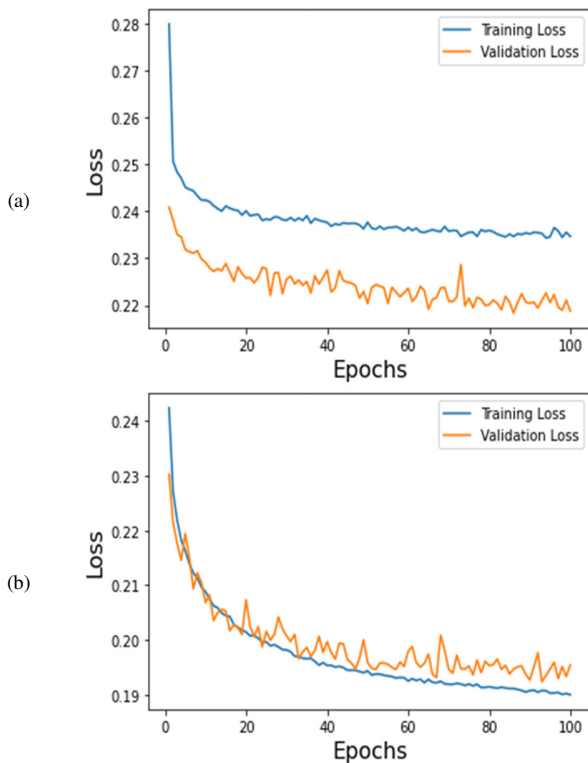 (a)
Loss
0.28
0.27
0.26
0.25
0.24
0.23
0.22
Training Loss
Validation Loss
0 20 40 60 80 100
Epochs
(b)
Loss
0.24
0.23
0.22
0.21
0.20
0.19
Training Loss
Validation Loss
0 20 40 60 80 100
Epochs